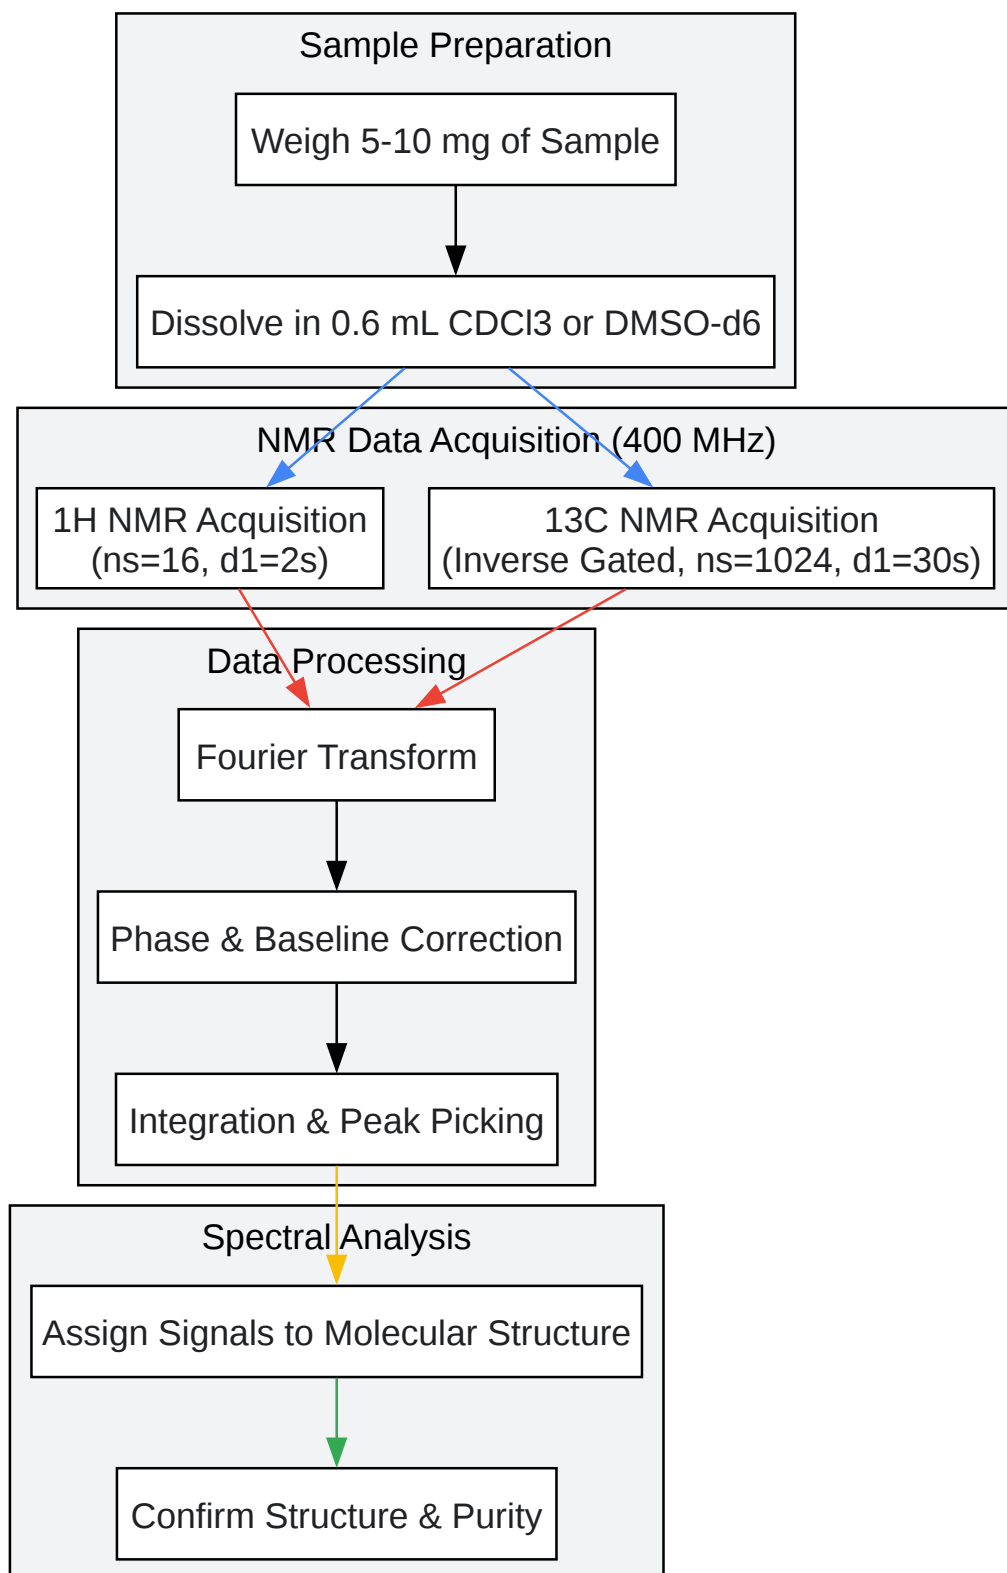 Sample Preparation
Weigh 5-10 mg of Sample
Dissolve in 0.6 mL CDCl3 or DMSO-d6
NMR Data Acquisition (400 MHz)
1H NMR Acquisition
(ns=16, d1=2s)
13C NMR Acquisition
(Inverse Gated, ns=1024, d1=30s)
Data Processing
Fourier Transform
Phase & Baseline Correction
Integration & Peak Picking
Spectral Analysis
Assign Signals to Molecular Structure
Confirm Structure & Purity